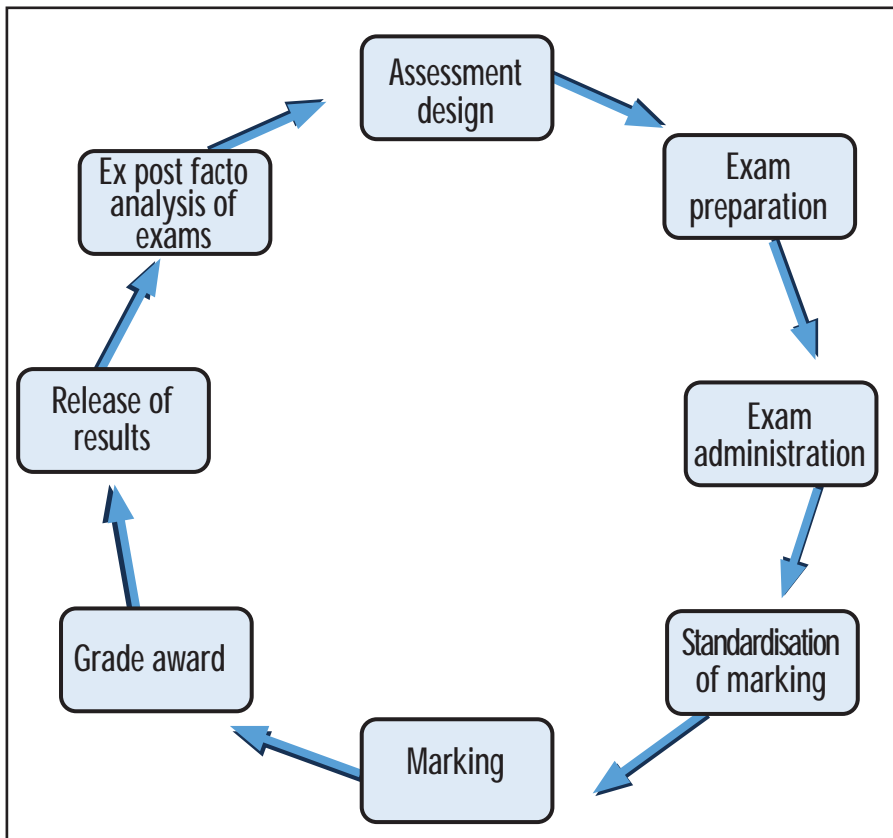 Assessment
design
Exam
preparation
Exam
administration
Standardisation
of marking
Marking
Grade award
Release of
results
Ex post facto
analysis of
exams